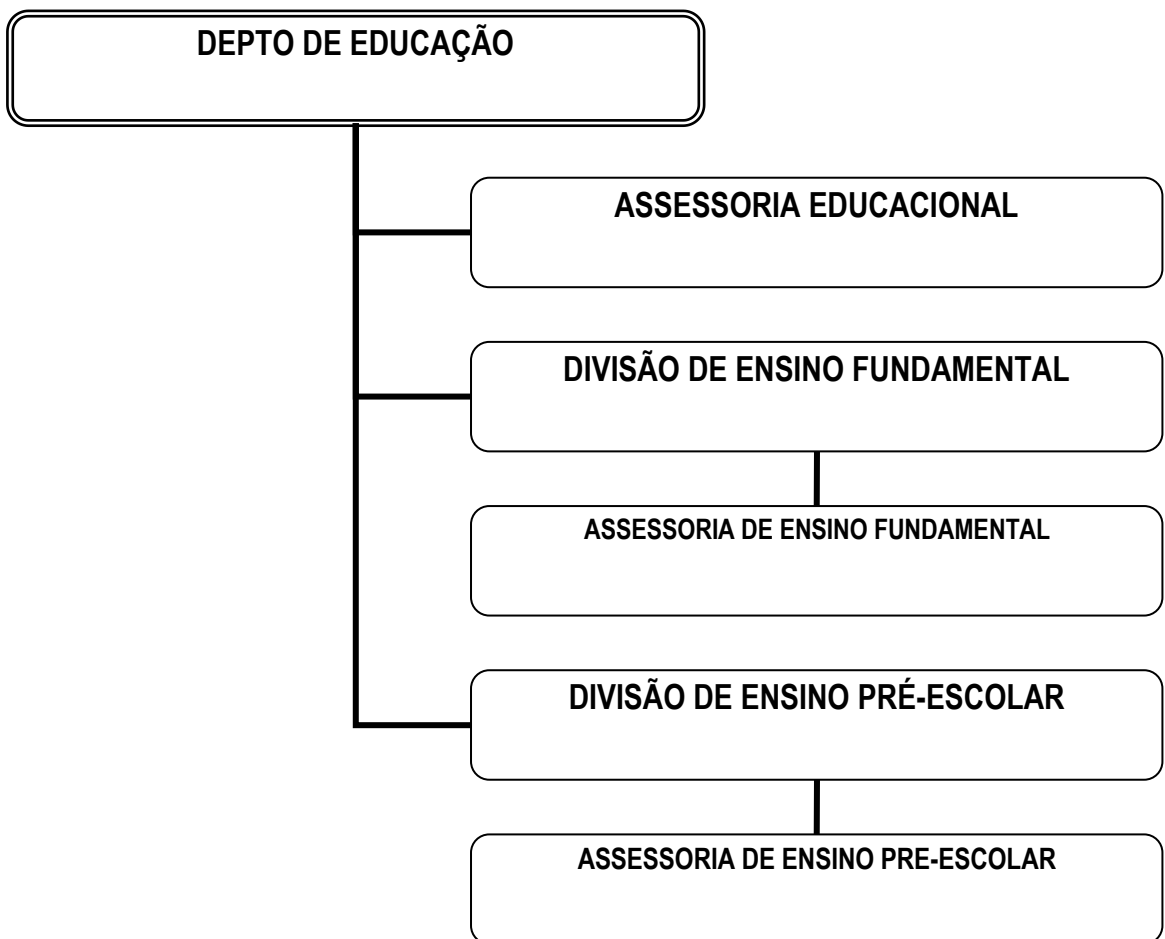 DEPTO DE EDUCAÇÃO
ASSESSORIA EDUCACIONAL
DIVISÃO DE ENSINO FUNDAMENTAL
ASSESSORIA DE ENSINO FUNDAMENTAL
DIVISÃO DE ENSINO PRÉ-ESCOLAR
ASSESSORIA DE ENSINO PRE-ESCOLAR